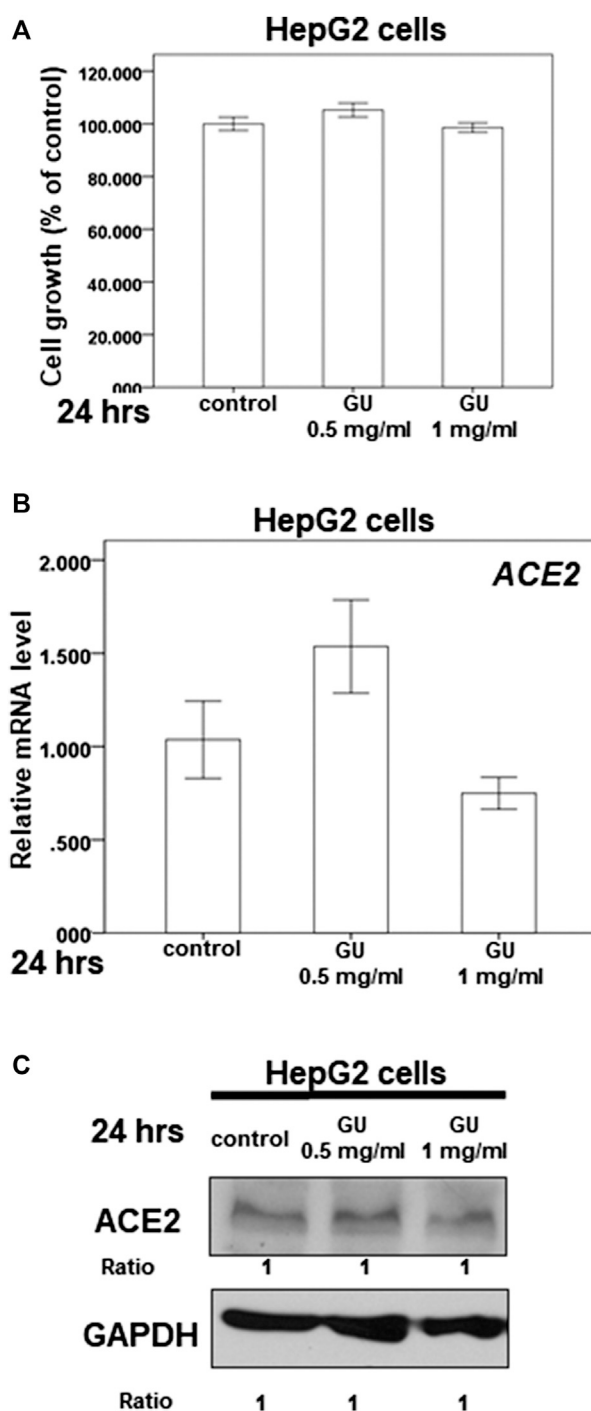 A
HepG2 cells
Cell growth (% of control)
120.000
100.000
80.000
60.000
40.000
20.000
.000
24 hrs
control
GU
0.5 mg/ml
GU
1 mg/ml
B
HepG2 cells
ACE2
Relative mRNA level
2.000
1.500
1.000
.500
000
24 hrs
control
GU
0.5 mg/ml
GU
1 mg/ml
C
HepG2 cells
24 hrs
control
GU
0.5 mg/ml
GU
1 mg/ml
ACE2
Ratio 1 1 1
GAPDH
Ratio 1 1 1